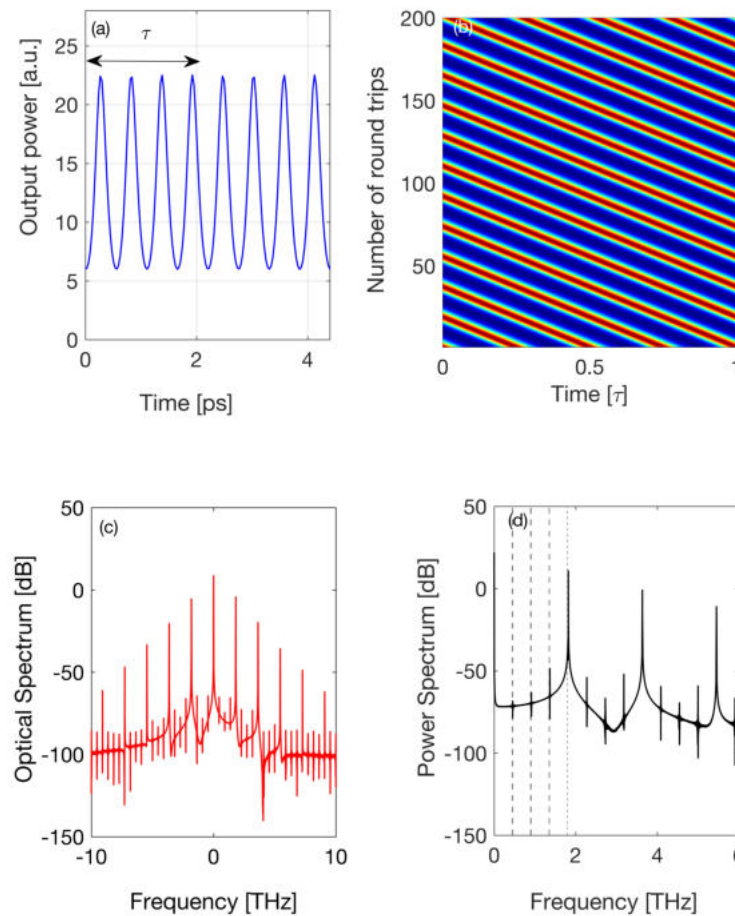 (a)
τ
25
20
15
10
5
0
0 2 4
Output power [a.u.]
Time [ps]
(b)
200
150
100
50
0 0.5 1
Number of round trips
Time [τ]
(c)
50
0
-50
-100
-150
-10 0 10
Optical Spectrum [dB]
Frequency [THz]
(d)
50
0
-50
-100
-150
0 2 4 6
Power Spectrum [dB]
Frequency [THz]